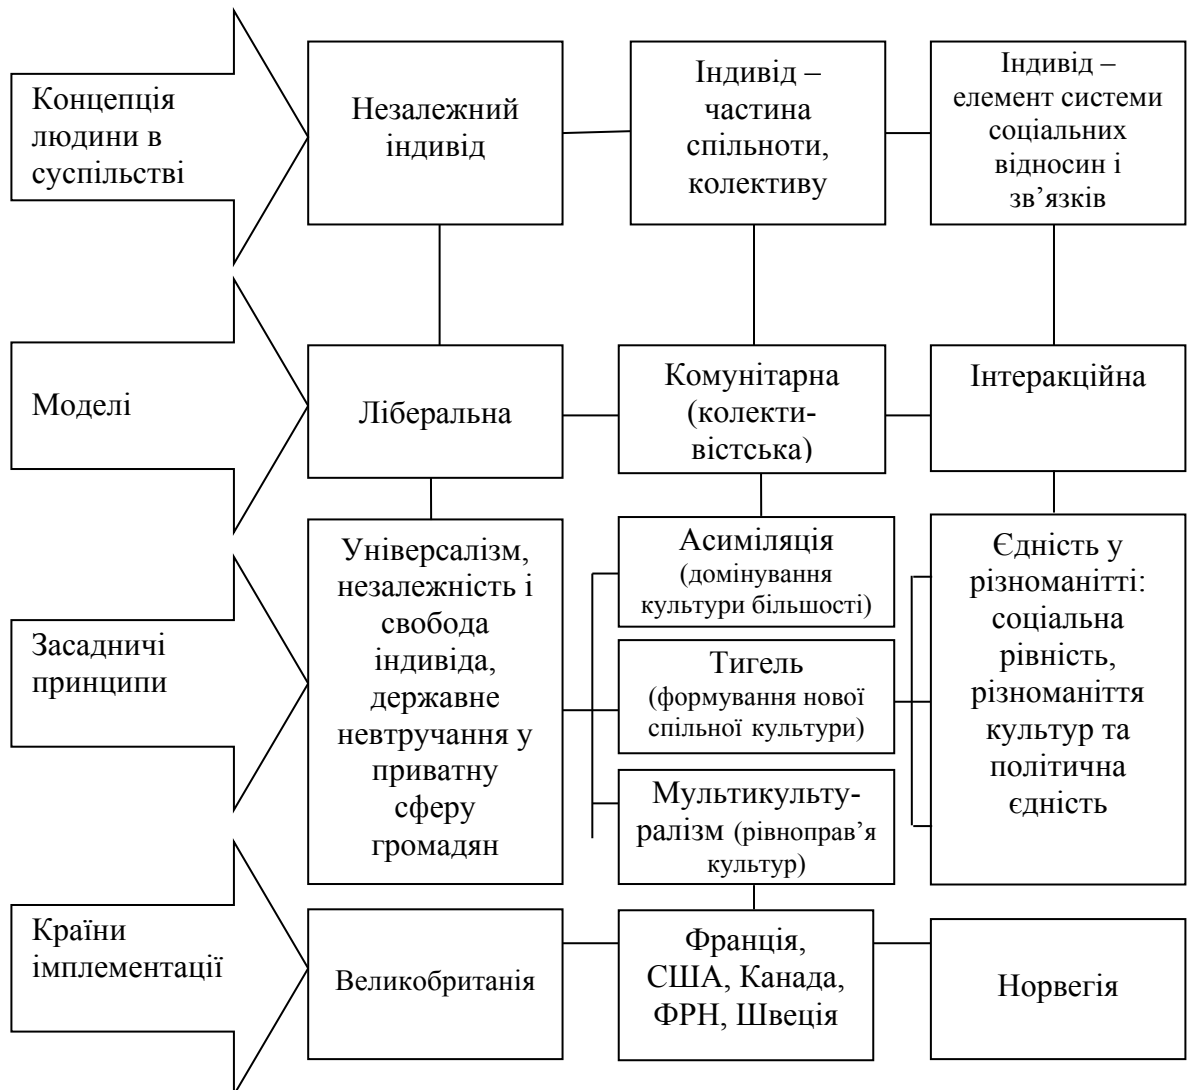 Концепція
людини в
суспільстві
Незалежний
індивід
Індивід –
частина
спільноти,
колективу
Індивід –
елемент системи
соціальних
відносин і
зв’язків
Моделі
Ліберальна
Комунітарна
(колекти-
вістська)
Інтеракційна
Засадничі
принципи
Універсалізм,
незалежність і
свобода
індивіда,
державне
невтручання у
приватну
сферу
громадян
Асиміляція
(домінування
культури більшості)
Тигель
(формування нової
спільної культури)
Мультикульту-
ралізм (рівноправ’я
культур)
Єдність у
різноманітті:
соціальна
рівність,
різноманіття
культур та
політична
єдність
Країни
імплементації
Великобританія
Франція,
США, Канада,
ФРН, Швеція
Норвегія